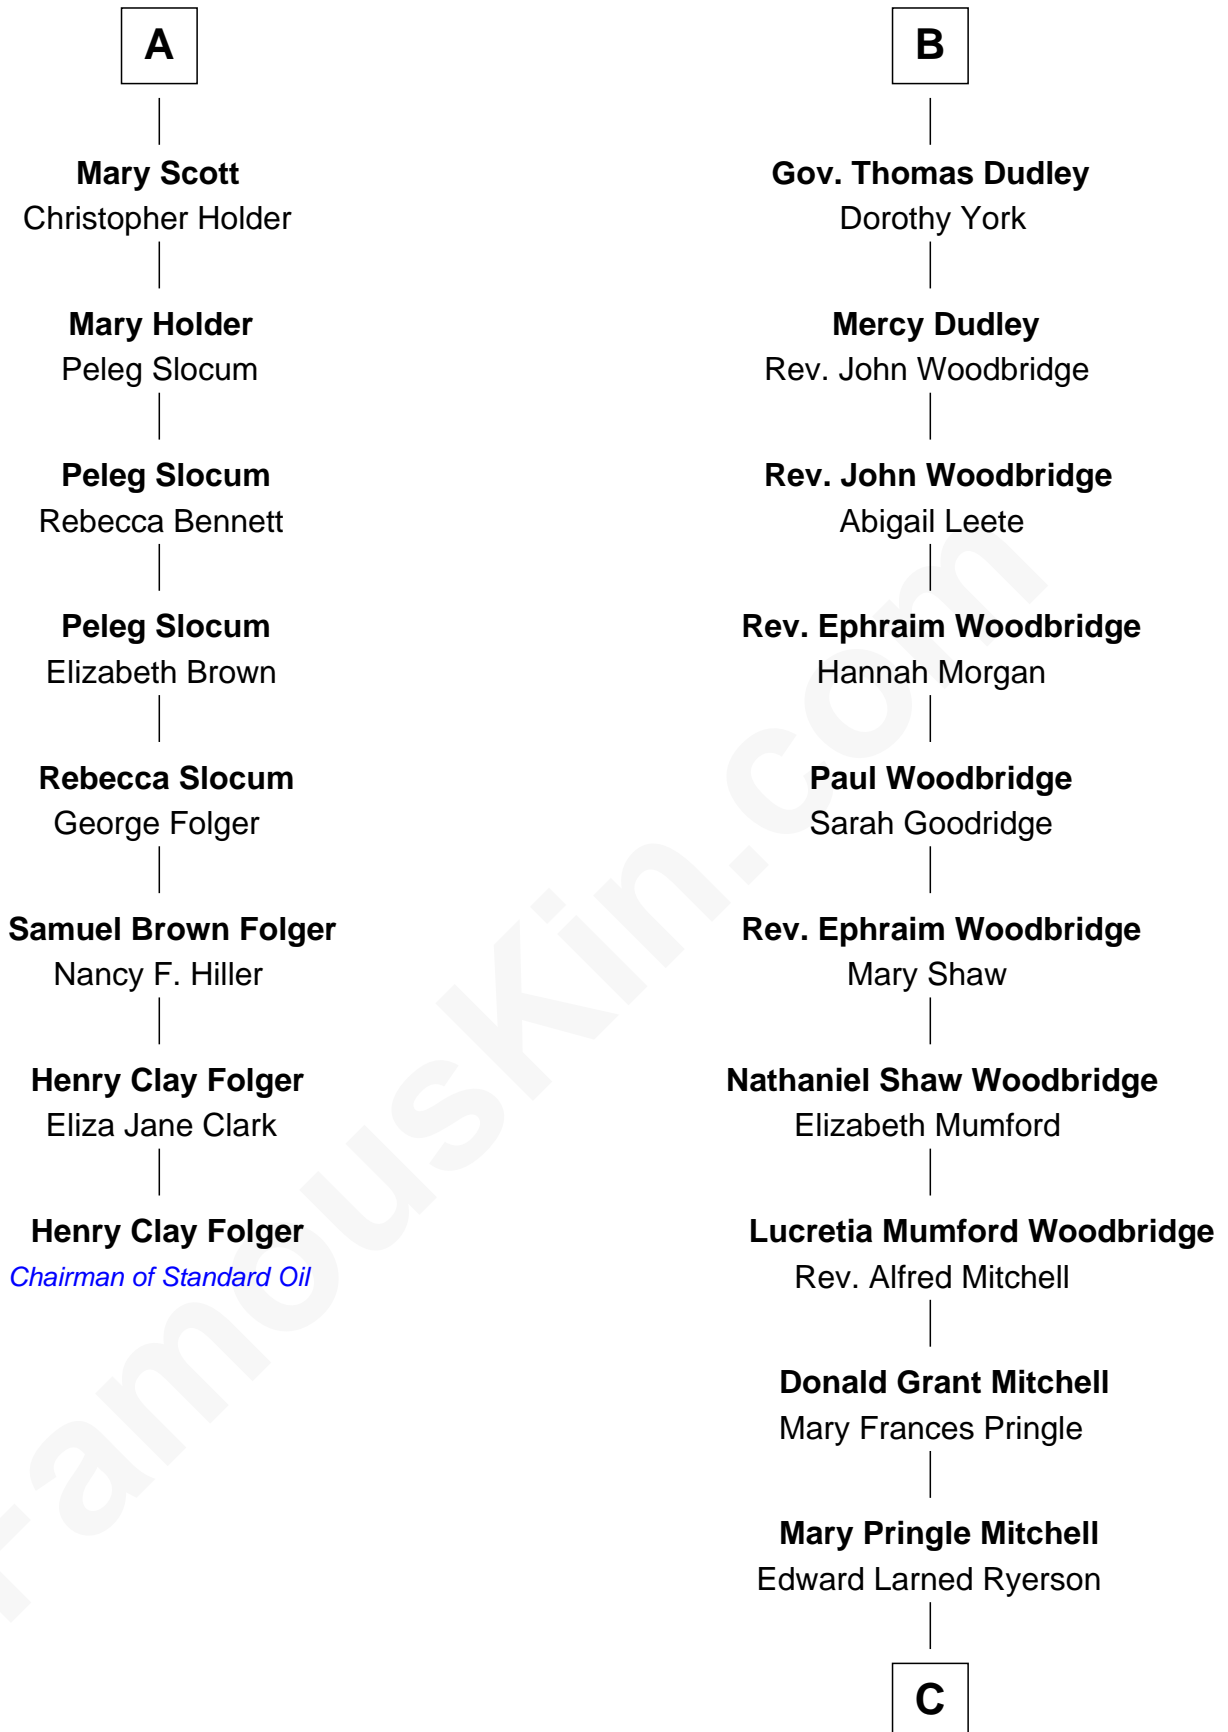 A
Mary Scott
Christopher Holder
Mary Holder
Peleg Slocum
Peleg Slocum
Rebecca Bennett
Peleg Slocum
Elizabeth Brown
Rebecca Slocum
George Folger
Samuel Brown Folger
Nancy F. Hiller
Henry Clay Folger
Eliza Jane Clark
Henry Clay Folger
Chairman of Standard Oil
B
Gov. Thomas Dudley
Dorothy York
Mercy Dudley
Rev. John Woodbridge
Rev. John Woodbridge
Abigail Leete
Rev. Ephraim Woodbridge
Hannah Morgan
Paul Woodbridge
Sarah Goodridge
Rev. Ephraim Woodbridge
Mary Shaw
Nathaniel Shaw Woodbridge
Elizabeth Mumford
Lucretia Mumford Woodbridge
Rev. Alfred Mitchell
Donald Grant Mitchell
Mary Frances Pringle
Mary Pringle Mitchell
Edward Larned Ryerson
C
FamousKin.com